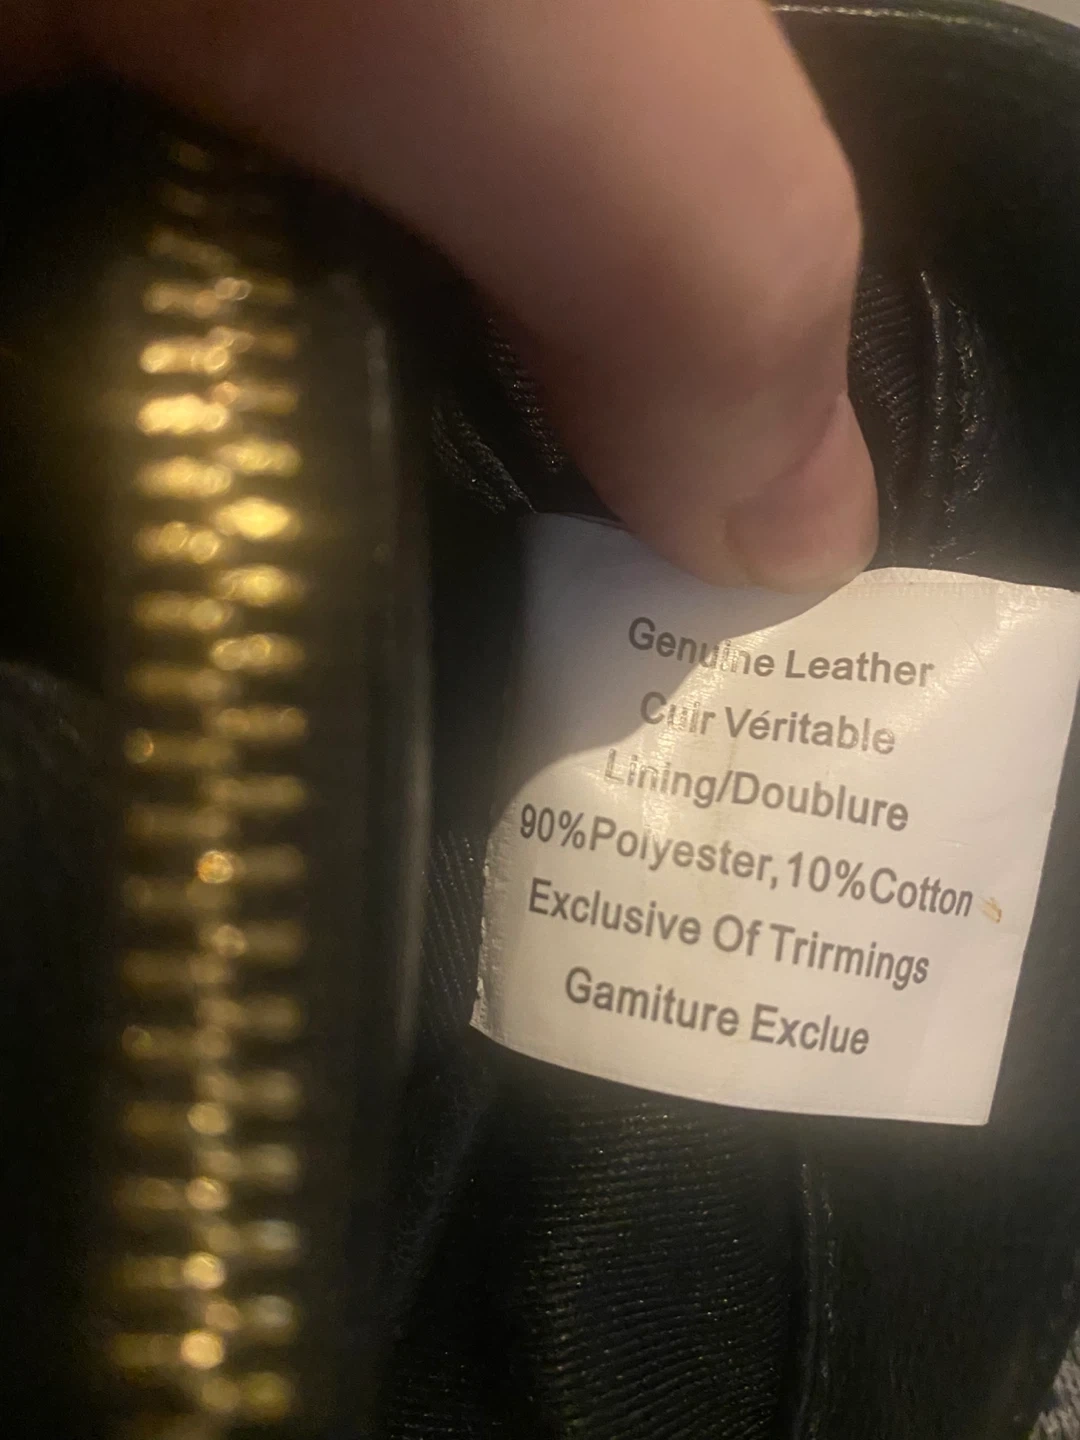 Genuine Leather
Cuir Véritable
Lining/Doublure
90%Polyester,10%Cotton
Exclusive Of Trirmings
Gamiture Exclue